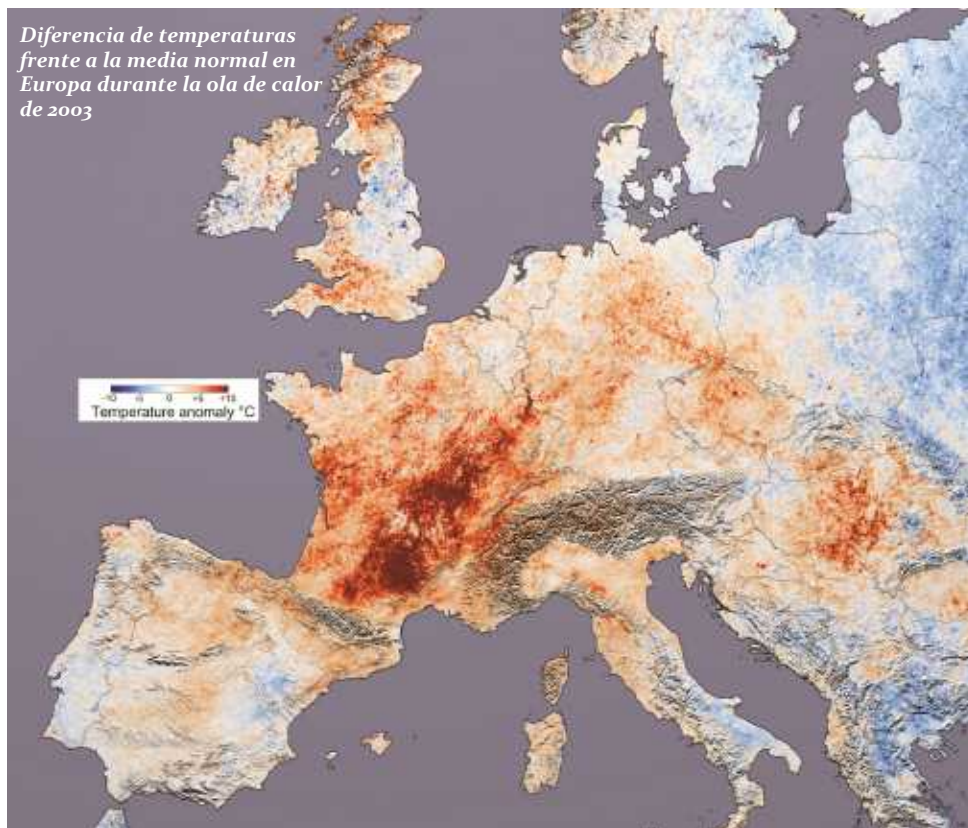 Diferencia de temperaturas
frente a la media normal en
Europa durante la ola de calor
de 2003
-10 -5 0 +5 +10
Temperature anomaly °C